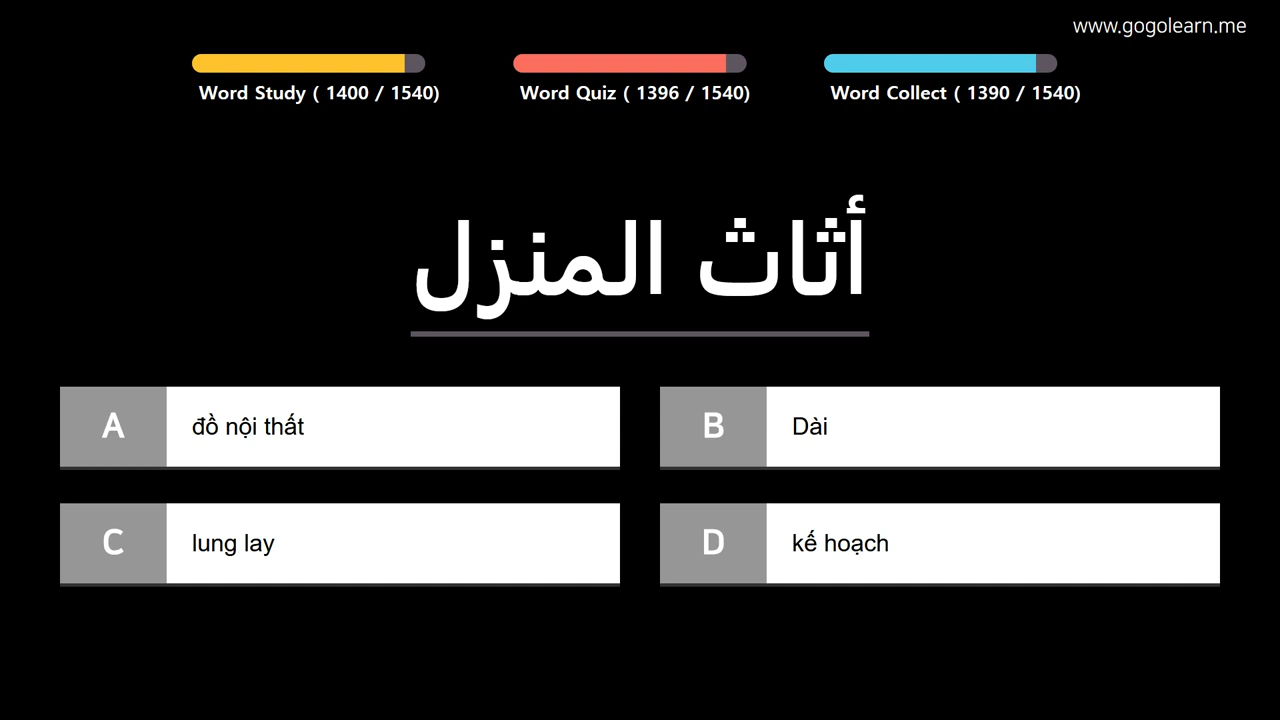 www.gogolearn.me
Word Study ( 1400 / 1540)
Word Quiz ( 1396 / 1540)
Word Collect ( 1390 / 1540)
أثاث المنزل
A
đồ nội thất
B
Dài
C
lung lay
D
kế hoạch